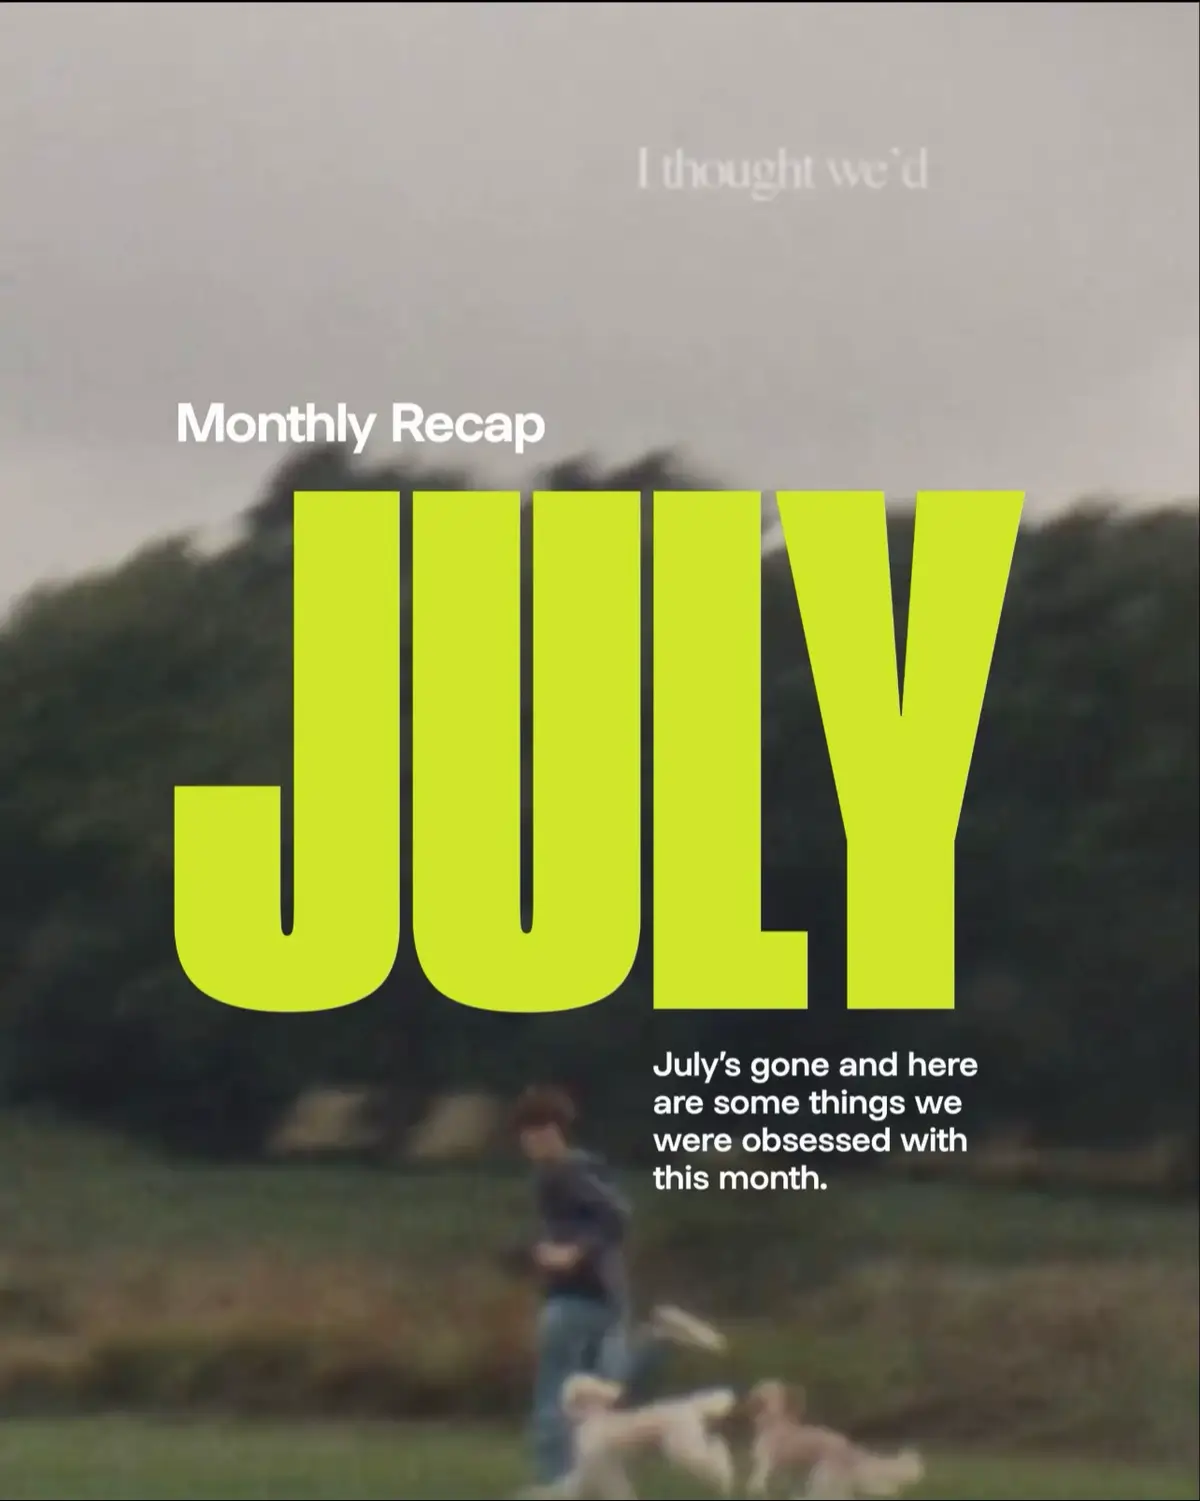 I thought we'd
Monthly Recap
JULY
July's gone and here
are some things we
were obsessed with
this month.